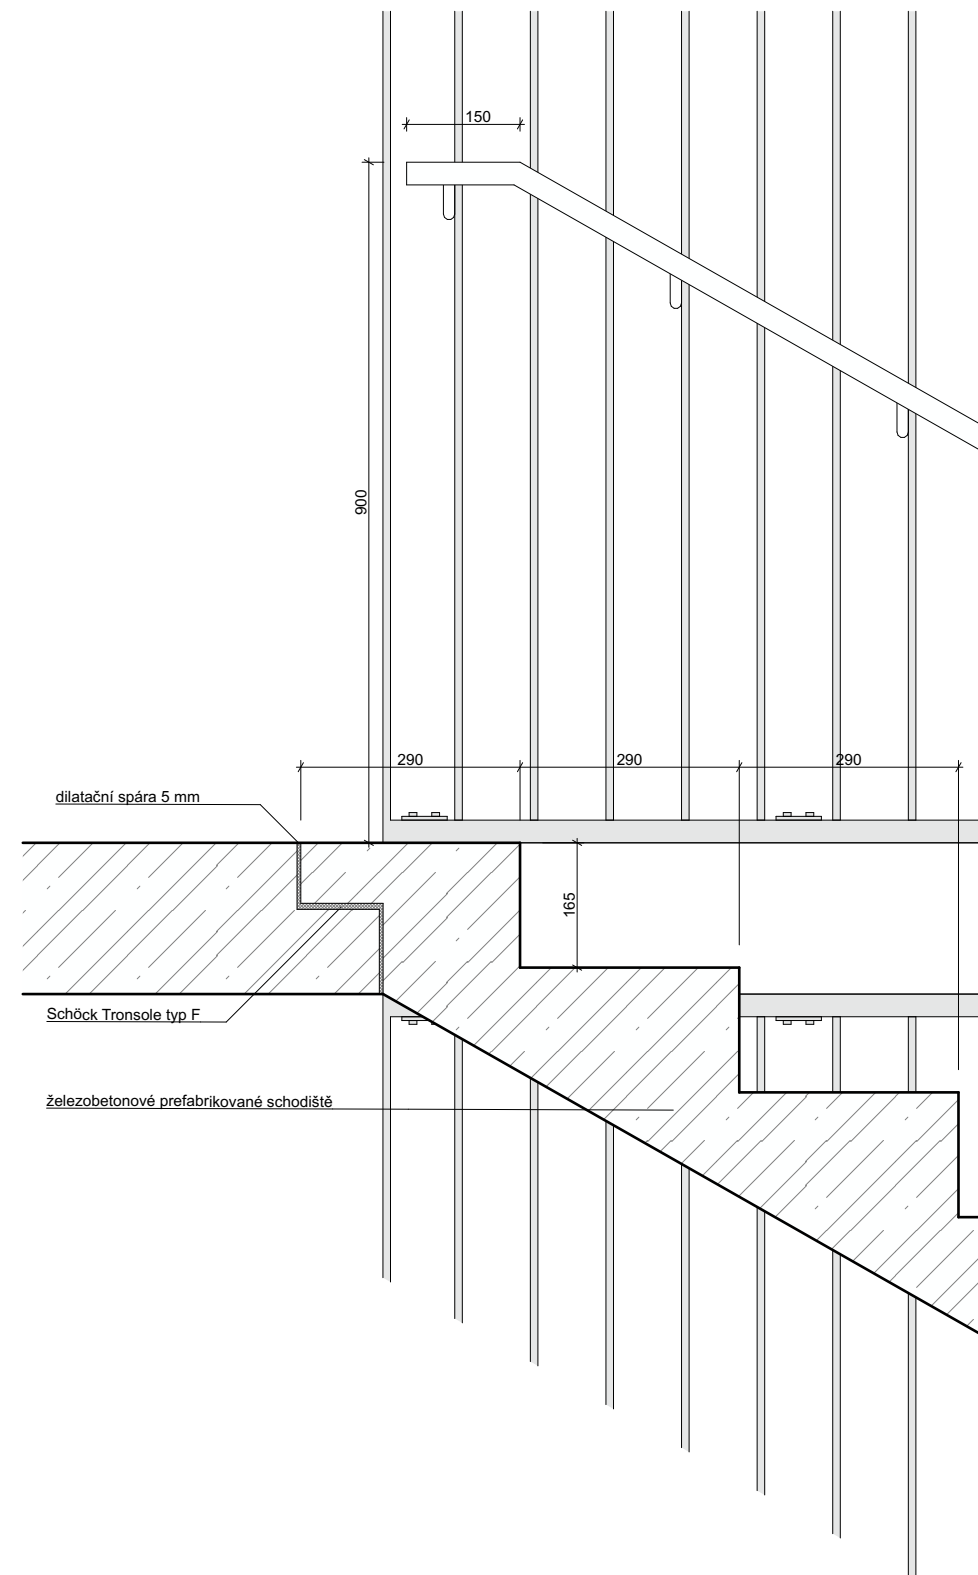 150
900
290
290
290
dilatační spára 5 mm
165
Schöck Tronsole typ F
železobetonové prefabrikované schodiště